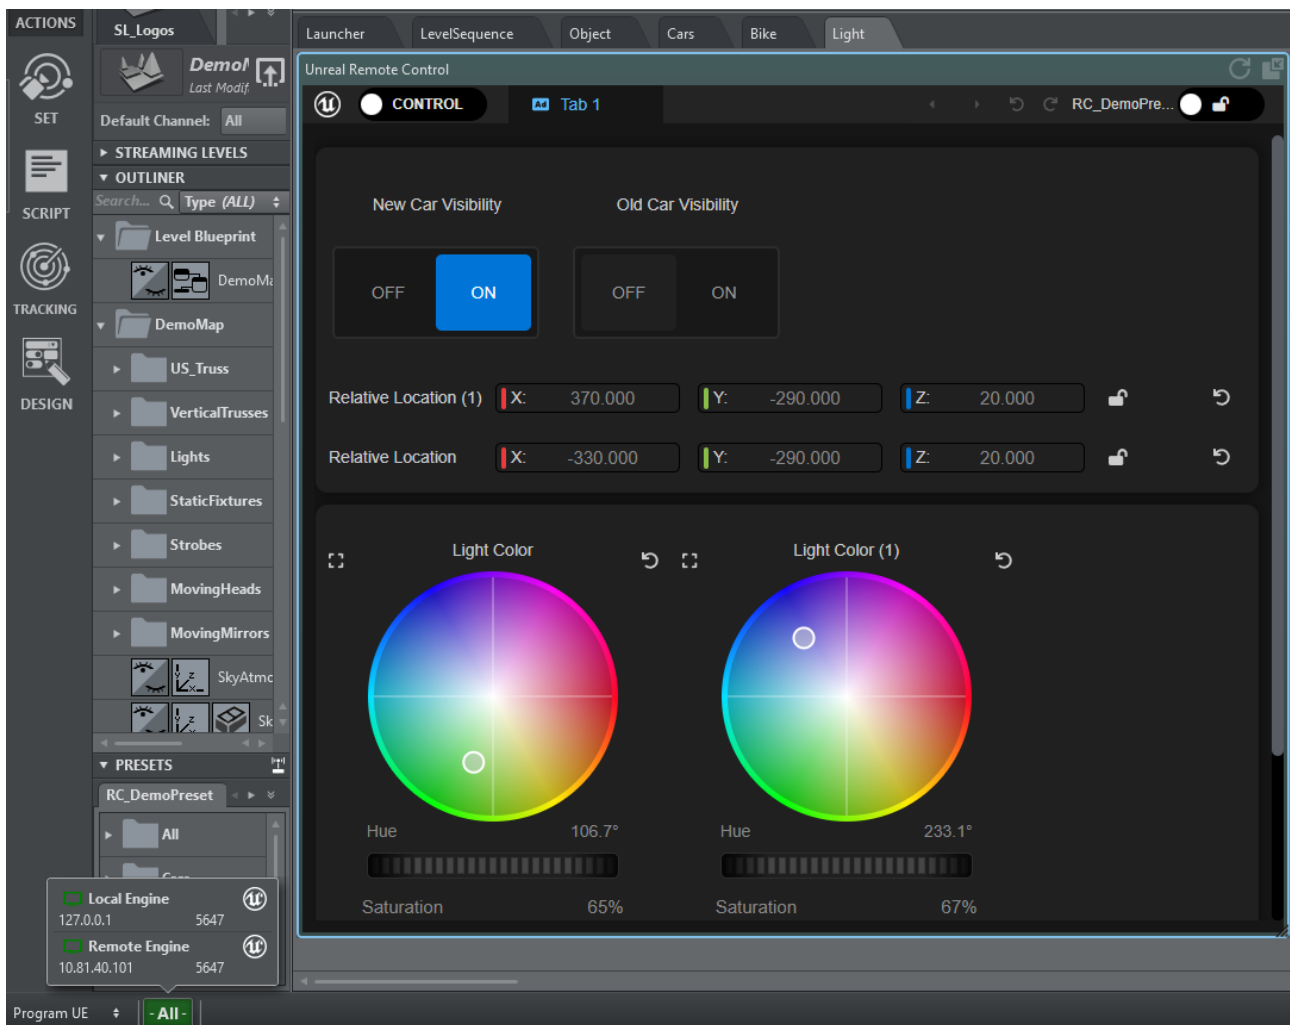 ACTIONS
SET
SCRIPT
TRACKING
DESIGN
SL_Logos
Last Modif
Default Channel: All
STREAMING LEVELS
OUTLINER
Search... Type (ALL)
Level Blueprint
DemoMa
DemoMap
US_Truss
VerticalTrusses
Lights
StaticFixtures
Strobes
MovingHeads
MovingMirrors
SkyAtmo
Sk
PRESETS
RC_DemoPreset
All
Local Engine
127.0.0.1 5647
Remote Engine
10.81.40.101 5647
Program UE
- All -
Launcher LevelSequence Object Cars Bike Light
Unreal Remote Control
CONTROL Tab 1 RC_DemoPre...
New Car Visibility Old Car Visibility
OFF ON OFF ON
Relative Location (1) X: 370.000 Y: -290.000 Z: 20.000
Relative Location X: -330.000 Y: -290.000 Z: 20.000
Light Color Light Color (1)
Hue 106.7° Hue 233.1°
Saturation 65% Saturation 67%